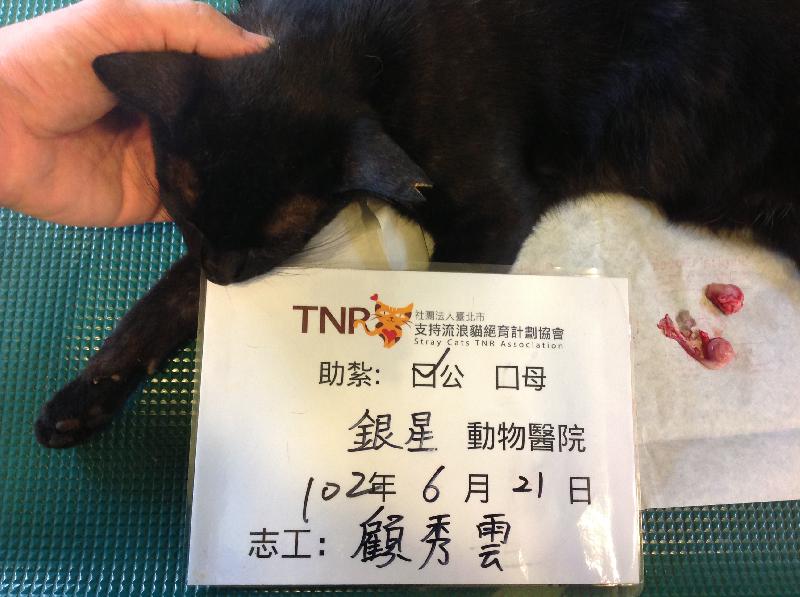 TNR 社團法人臺北市
支持流浪貓絕育計劃協會
Stray Cats TNR Association
助紮: ☑公 □母
銀星 動物醫院
102年 6 月 21 日
志工: 顧秀雲